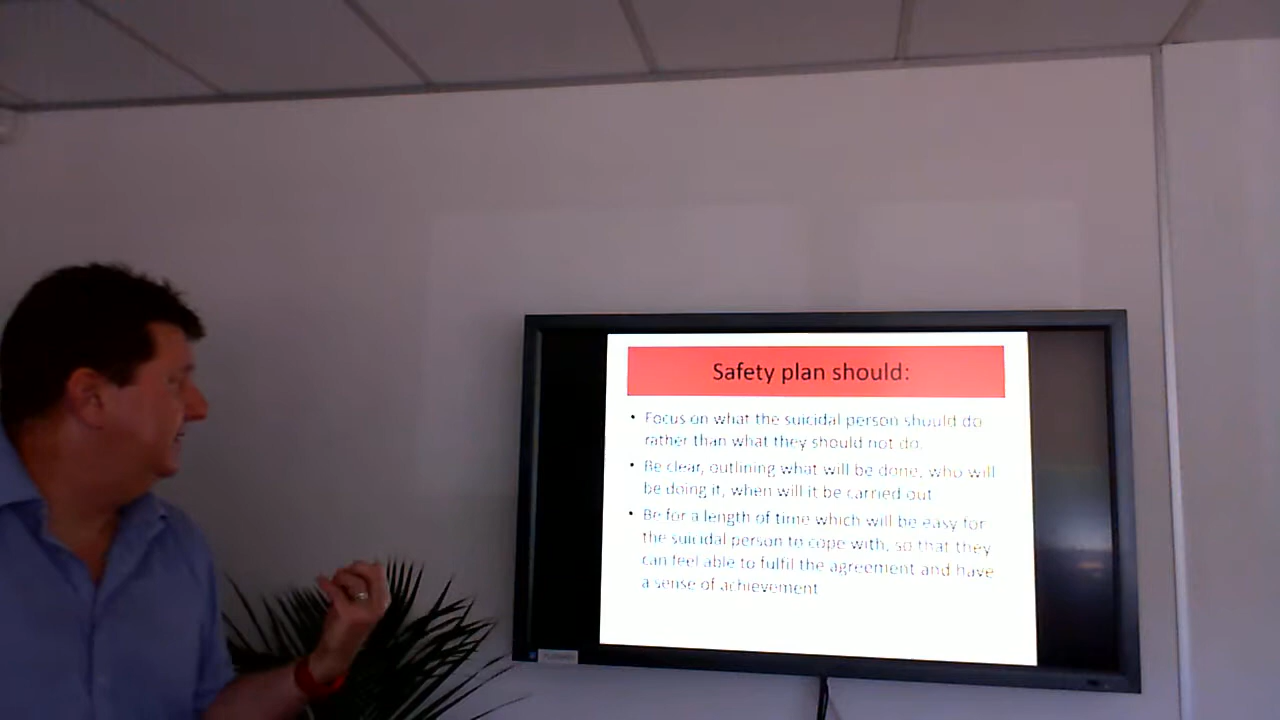 Safety plan should:
• Focus on what the suicidal person should do
rather than what they should not do.
• Be clear, outlining what will be done, who will
be doing it, when will it be carried out
• Be for a length of time which will be easy for
the suicidal person to cope with, so that they
can feel able to fulfil the agreement and have
a sense of achievement